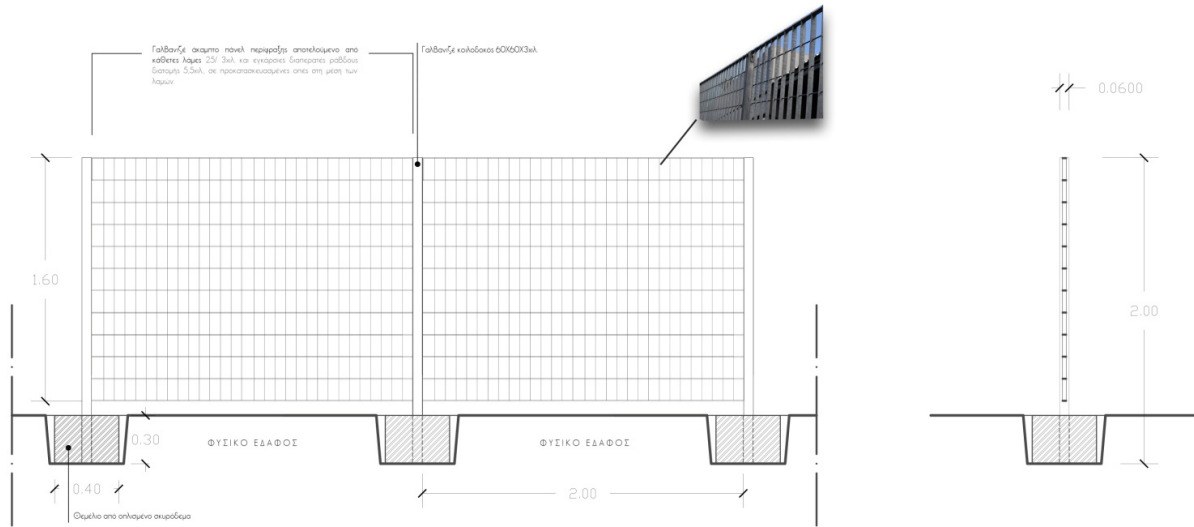 Γαλβανιζέ άκαμπτο πάνελ περίφραξης αποτελούμενο από
κάθετες λάμες 25/ 3χιλ και εγκάρσιες διαπερατές ράβδους
διατομής 5.5χιλ, σε προκατασκευασμένες οπές στη μέση των
λαμών.
Γαλβανιζέ κοιλοδοκός 60Χ60Χ3χιλ
0.0600
1.60
2.00
0.30
ΦΥΣΙΚΟ ΕΔΑΦΟΣ
ΦΥΣΙΚΟ ΕΔΑΦΟΣ
0.40
2.00
Θεμέλιο από οπλισμένο σκυρόδεμα